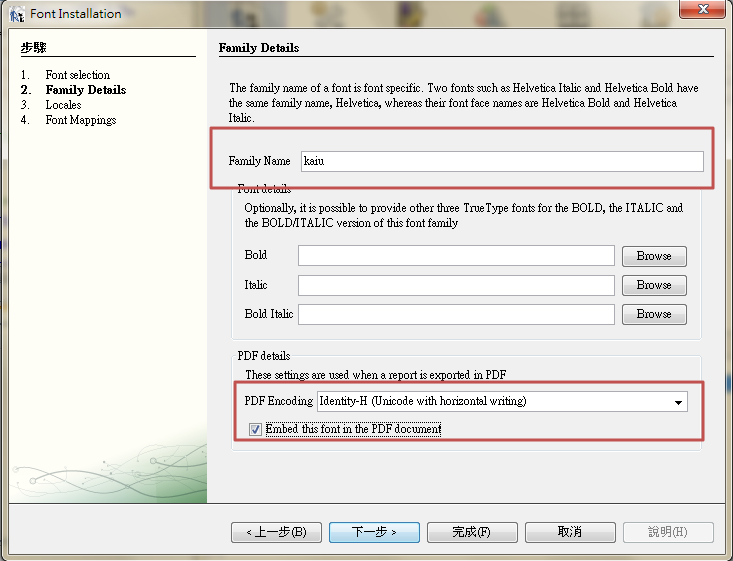 Font Installation
步驟
1. Font selection
2. Family Details
3. Locales
4. Font Mappings
Family Details
The family name of a font is font specific. Two fonts such as Helvetica Italic and Helvetica Bold have
the same family name, Helvetica, whereas their font face names are Helvetica Bold and Helvetica
Italic.
Family Name kaiu
Font details
Optionally, it is possible to provide other three TrueType fonts for the BOLD, the ITALIC and
the BOLD/ITALIC version of this font family
Bold Browse
Italic Browse
Bold Italic Browse
PDF details
These settings are used when a report is exported in PDF
PDF Encoding Identity-H (Unicode with horizontal writing)
Embed this font in the PDF document
< 上一步(B) 下一步 > 完成(F) 取消 說明(H)